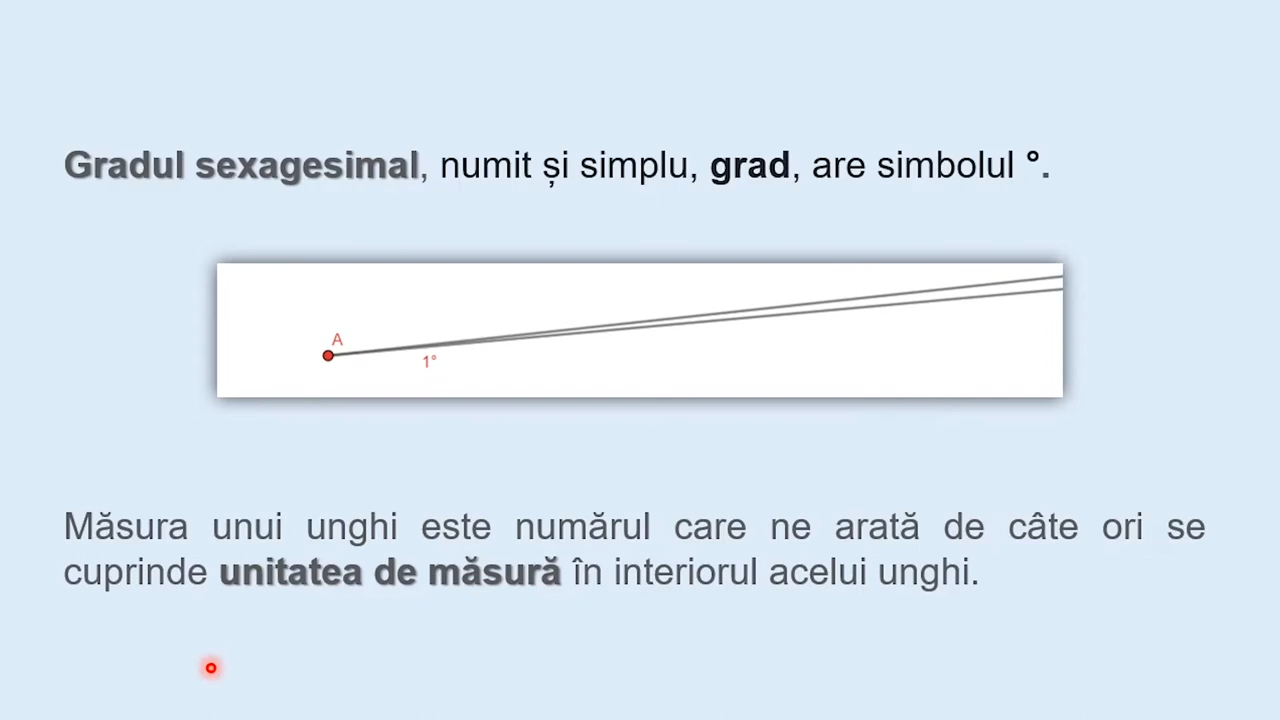 Gradul sexagesimal, numit și simplu, grad, are simbolul °.
A
1°
Măsura unui unghi este numărul care ne arată de câte ori se
cuprinde unitatea de măsură în interiorul acelui unghi.